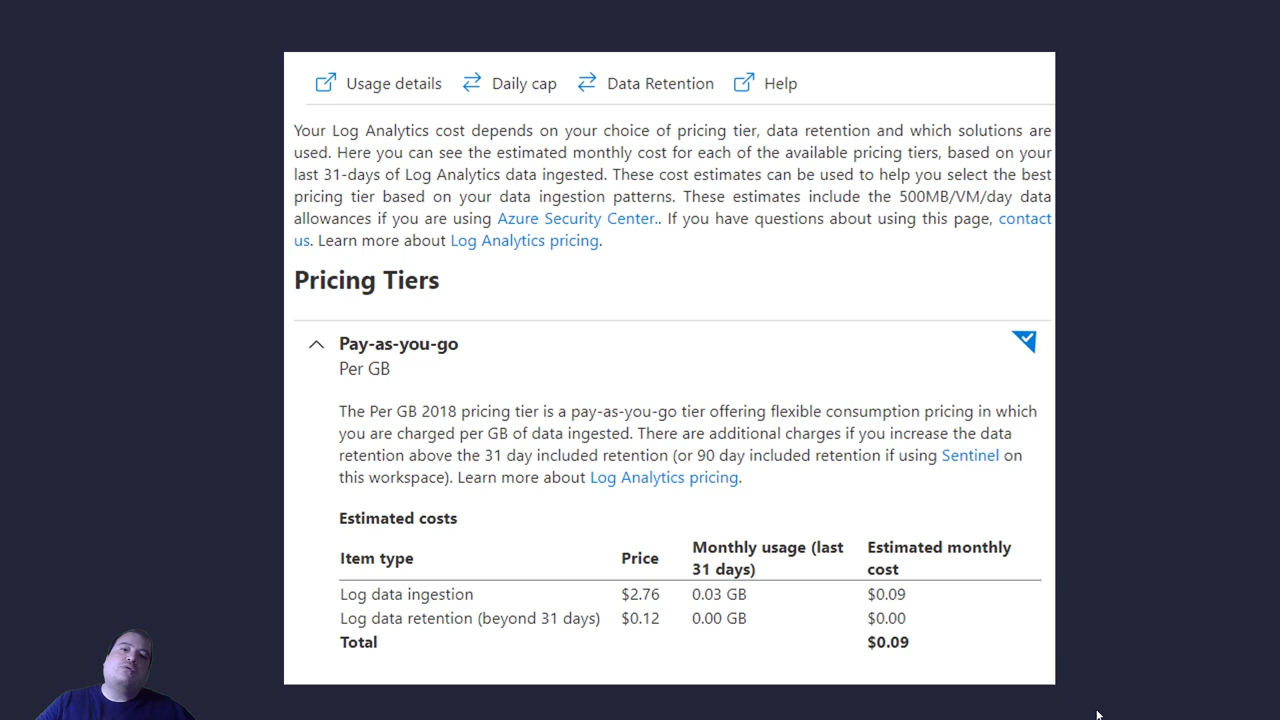 Usage details Daily cap Data Retention Help
Your Log Analytics cost depends on your choice of pricing tier, data retention and which solutions are
used. Here you can see the estimated monthly cost for each of the available pricing tiers, based on your
last 31-days of Log Analytics data ingested. These cost estimates can be used to help you select the best
pricing tier based on your data ingestion patterns. These estimates include the 500MB/VM/day data
allowances if you are using Azure Security Center.. If you have questions about using this page, contact
us. Learn more about Log Analytics pricing.
Pricing Tiers
Pay-as-you-go
Per GB
The Per GB 2018 pricing tier is a pay-as-you-go tier offering flexible consumption pricing in which
you are charged per GB of data ingested. There are additional charges if you increase the data
retention above the 31 day included retention (or 90 day included retention if using Sentinel on
this workspace). Learn more about Log Analytics pricing.
Estimated costs
Item type Price Monthly usage (last 31 days) Estimated monthly cost
Log data ingestion $2.76 0.03 GB $0.09
Log data retention (beyond 31 days) $0.12 0.00 GB $0.00
Total $0.09